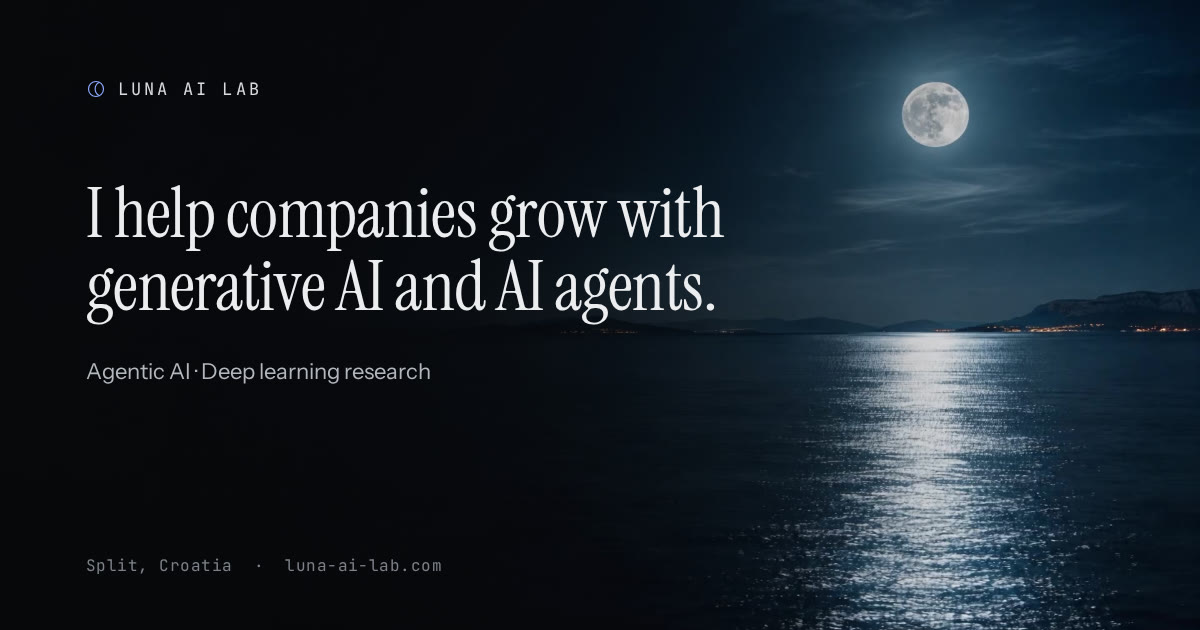 LUNA AI LAB
I help companies grow with
generative AI and AI agents.
Agentic AI · Deep learning research
Split, Croatia · luna-ai-lab.com